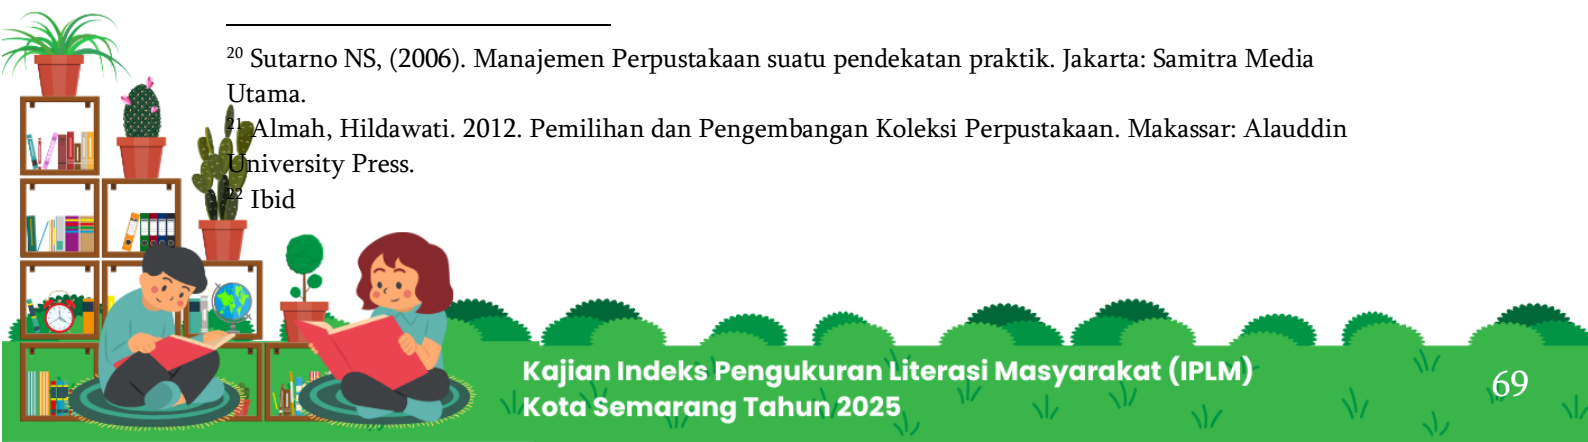 20 Sutarno NS, (2006). Manajemen Perpustakaan suatu pendekatan praktik. Jakarta: Samitra Media
Utama.
21 Almah, Hildawati. 2012. Pemilihan dan Pengembangan Koleksi Perpustakaan. Makassar: Alauddin
University Press.
22 Ibid
Kajian Indeks Pengukuran Literasi Masyarakat (IPLM)
Kota Semarang Tahun 2025
69